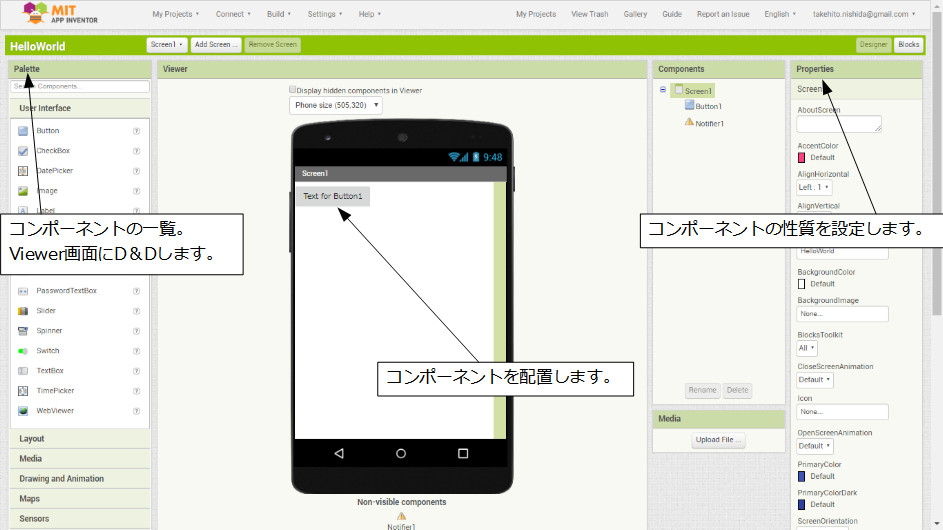 MIT
APP INVENTOR
My Projects
Connect
Build
Settings
Help
My Projects
View Trash
Gallery
Guide
Report an Issue
English
takehito.nishida@gmail.com
HelloWorld
Screen1
Add Screen ...
Remove Screen
Designer
Blocks
Palette
Search Components...
User Interface
Button
CheckBox
DatePicker
Image
Label
コンポーネントの一覧。
Viewer画面にD&Dします。
PasswordTextBox
Slider
Spinner
Switch
TextBox
TimePicker
WebViewer
Layout
Media
Drawing and Animation
Maps
Sensors
Viewer
Display hidden components in Viewer
Phone size (505,320)
9:48
Screen1
Text for Button1
コンポーネントを配置します。
Non-visible components
Notifier1
Components
Screen1
Button1
Notifier1
Rename
Delete
Media
Upload File ...
Properties
Screen1
AboutScreen
AccentColor
Default
AlignHorizontal
Left : 1
AlignVertical
コンポーネントの性質を設定します。
HelloWorld
BackgroundColor
Default
BackgroundImage
None...
BlocksToolkit
All
CloseScreenAnimation
Default
Icon
None...
OpenScreenAnimation
Default
PrimaryColor
Default
PrimaryColorDark
Default
ScreenOrientation